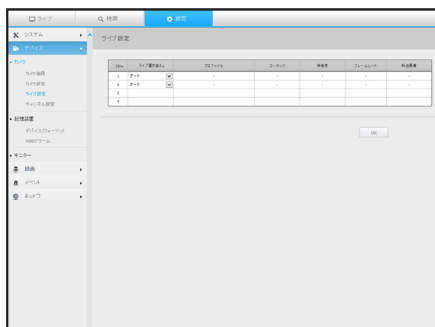 ライブ
検索
設定
システム
デバイス
• カメラ
カメラ登録
カメラ設定
ライブ設定
チャンネル設定
• 記憶装置
デバイス/フォーマット
HDDアラーム
• モニター
録画
イベント
ネットワ
ライブ設定
プロファイル
コーデック
解像度
フレームレート
転送画質
1 オート - - - - -
2 オート - - - - -
3
4
OK